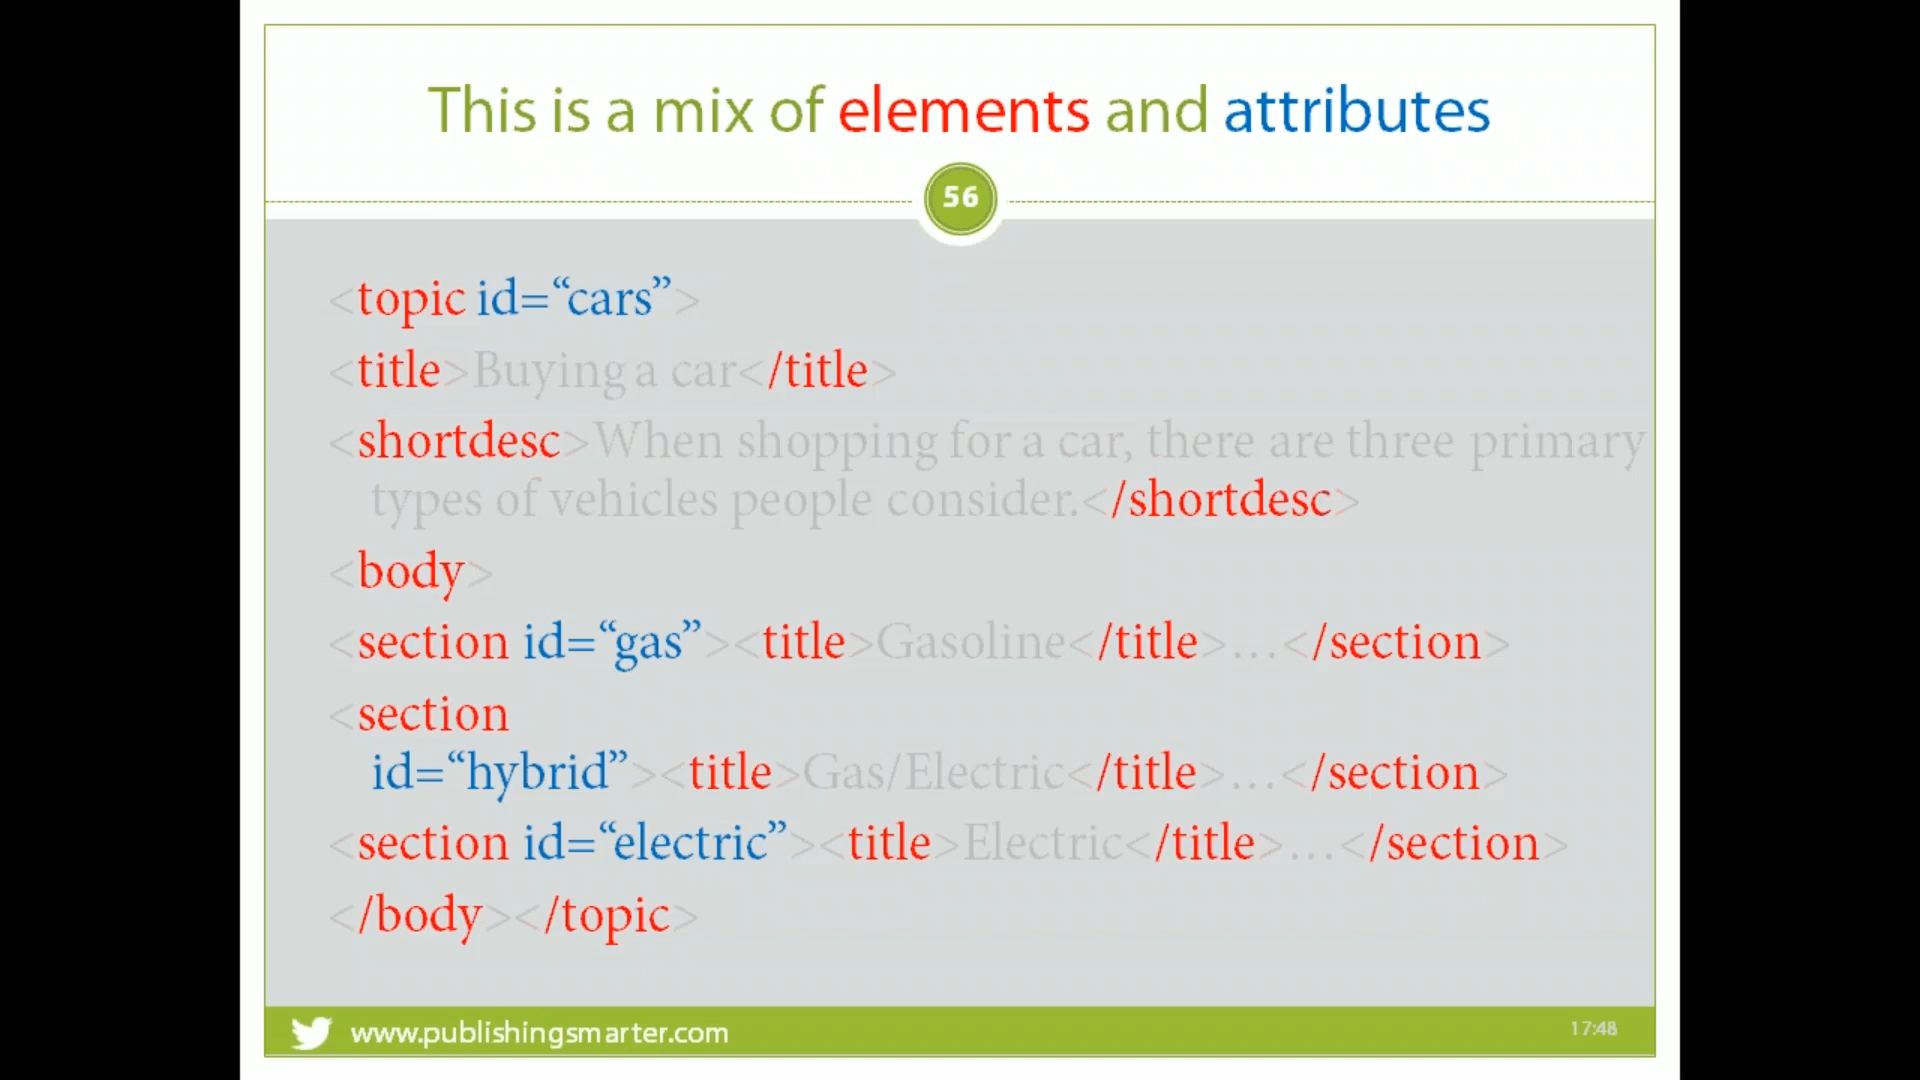 This is a mix of elements and attributes
56
<topic id=“cars”>
<title>Buying a car</title>
<shortdesc>When shopping for a car, there are three primary
types of vehicles people consider.</shortdesc>
<body>
<section id=“gas”><title>Gasoline</title>…</section>
<section
id=“hybrid”><title>Gas/Electric</title>…</section>
<section id=“electric”><title>Electric</title>…</section>
</body></topic>
www.publishingsmarter.com
17:48